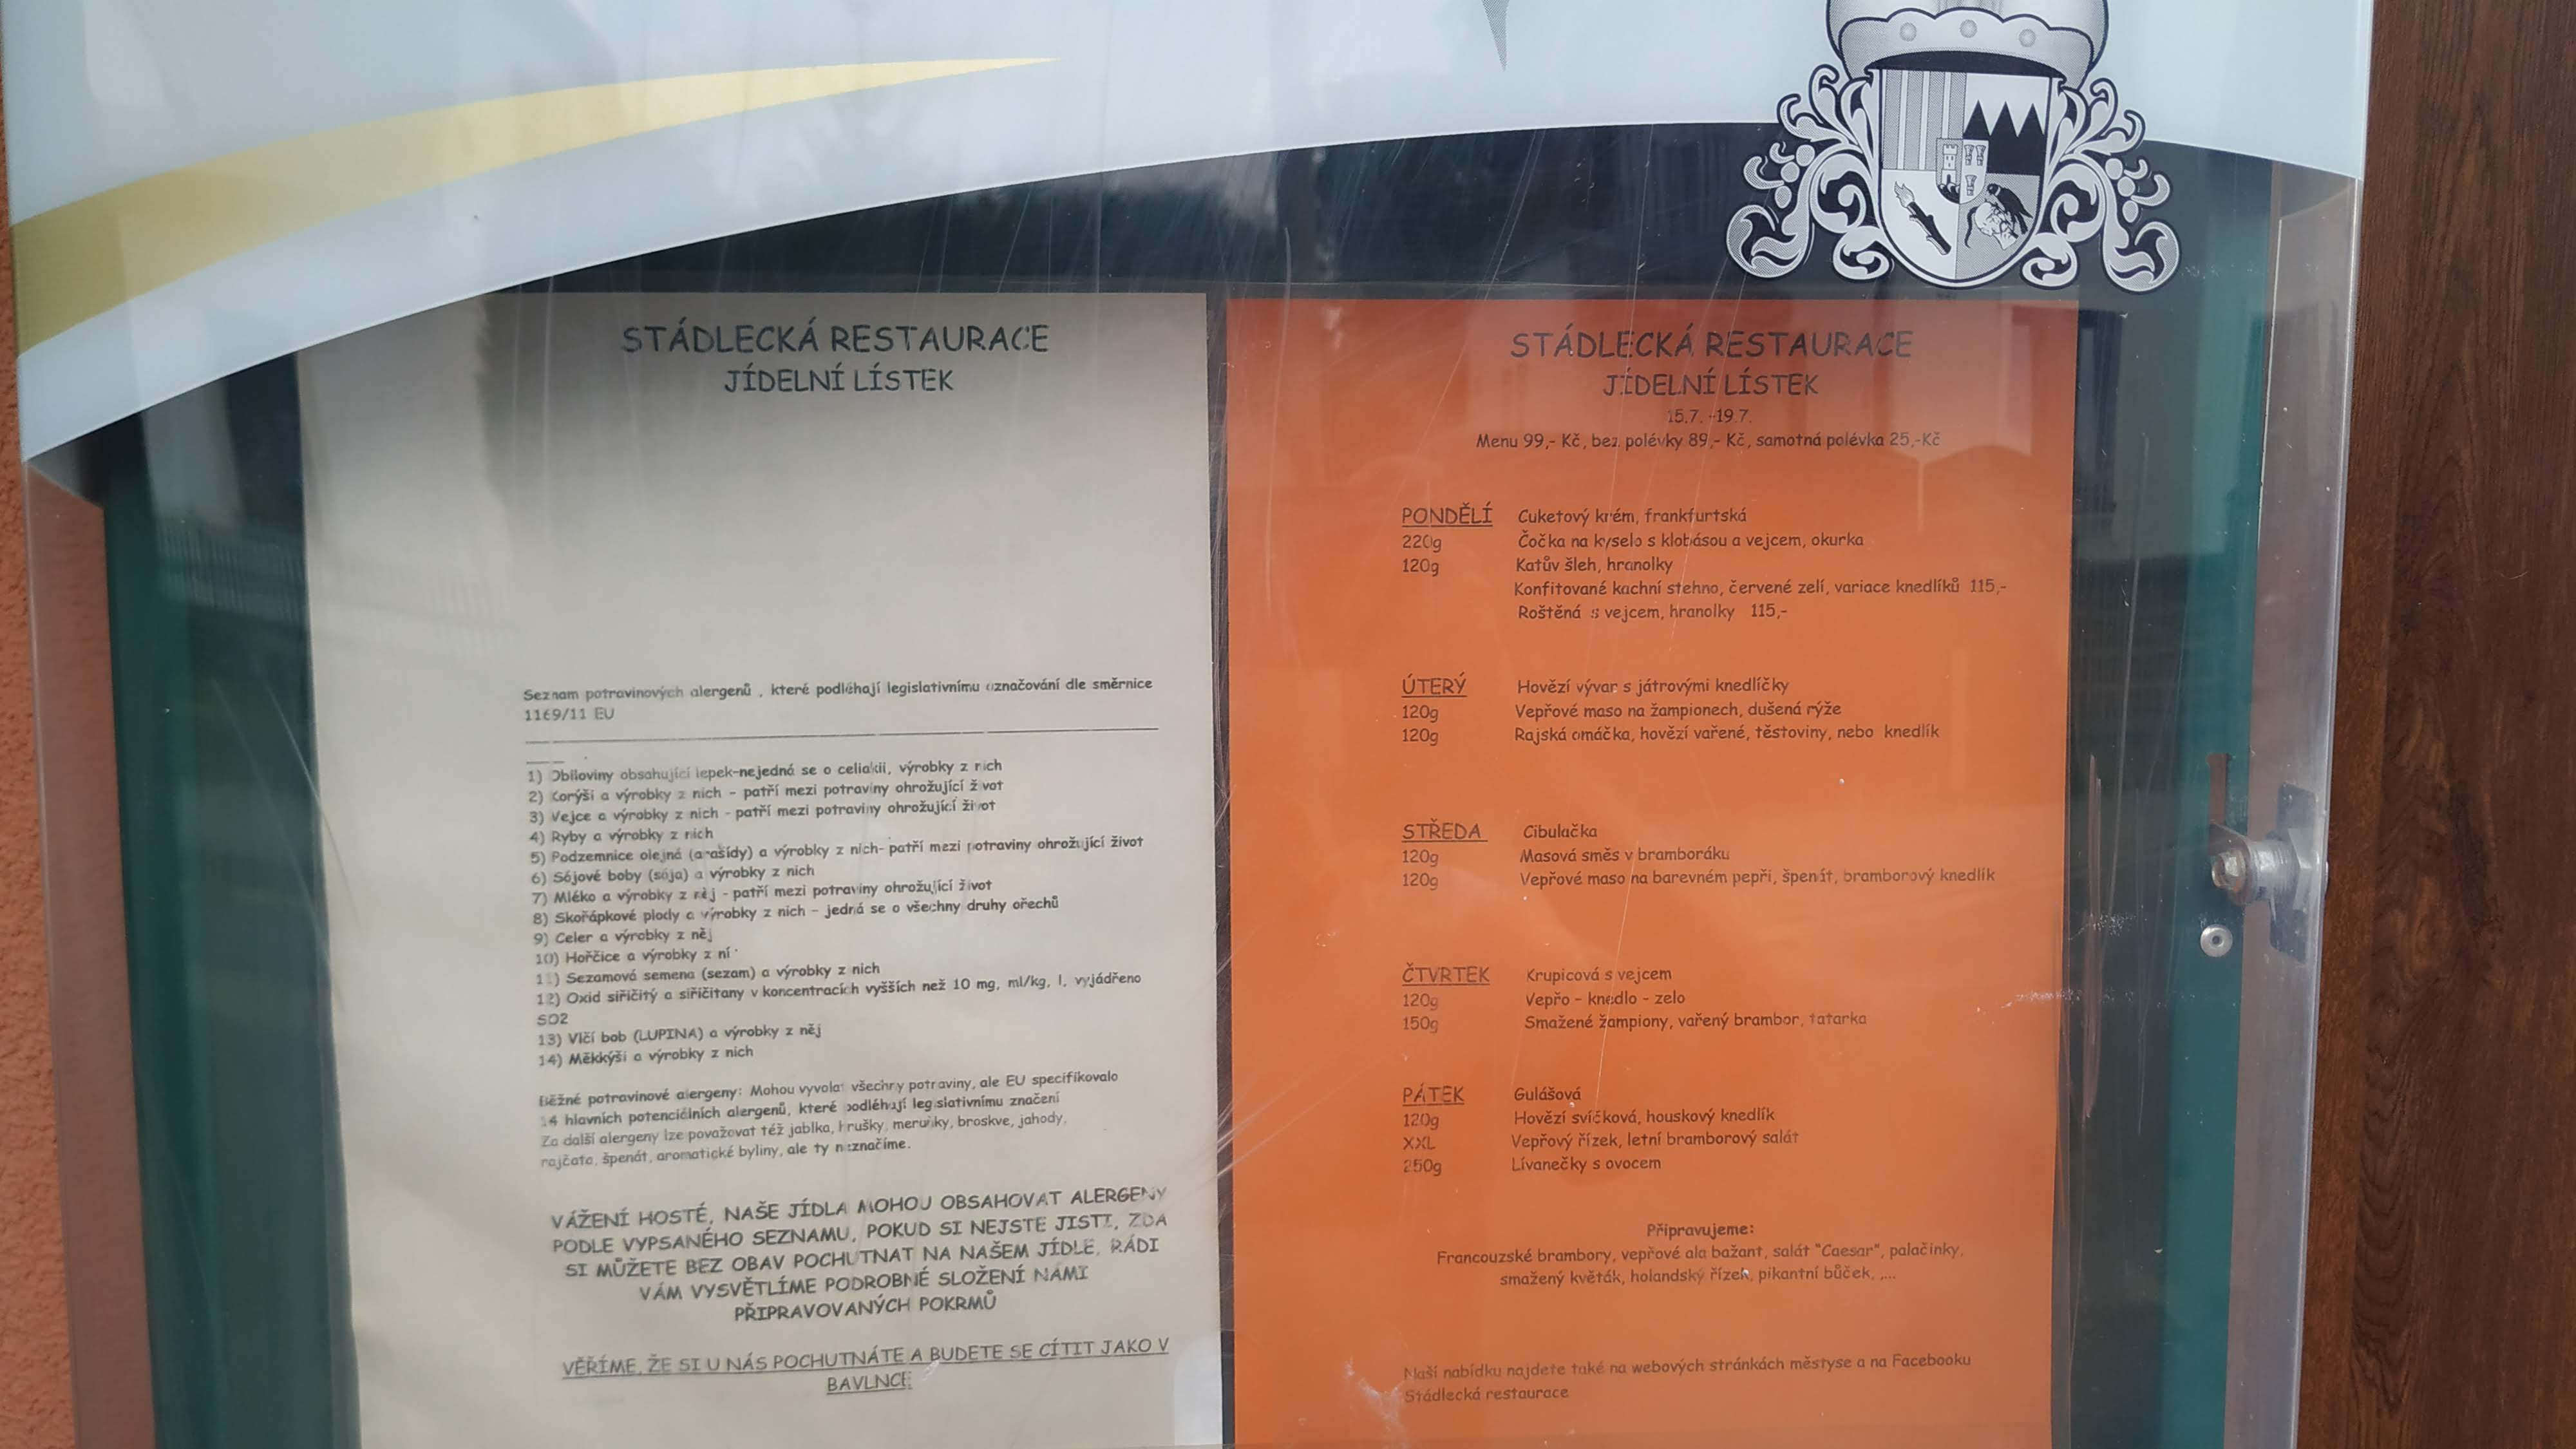 STÁDLECKÁ RESTAURACE
JÍDELNÍ LÍSTEK
Seznam potravinových alergenů , které podléhají legislativnímu označování dle směrnice
1169/11 EU
1) Obiloviny obsahující lepek-nejedná se o celiakii, výrobky z nich
2) Korýši a výrobky z nich - patří mezi potraviny ohrožující život
3) Vejce a výrobky z nich - patří mezi potraviny ohrožující život
4) Ryby a výrobky z nich
5) Podzemnice olejná (arašídy) a výrobky z nich- patří mezi potraviny ohrožující život
6) Sójové boby (sója) a výrobky z nich
7) Mléko a výrobky z něj - patří mezi potraviny ohrožující život
8) Skořápkové plody a výrobky z nich - jedná se o všechny druhy ořechů
9) Celer a výrobky z něj
10) Hořčice a výrobky z ní
11) Sezamová semena (sezam) a výrobky z nich
12) Oxid siřičitý a siřičitany v koncentracích vyšších než 10 mg, ml/kg, l, vyjádřeno
SO2
13) Vlčí bob (LUPINA) a výrobky z něj
14) Měkkýši a výrobky z nich
Běžné potravinové alergeny: Mohou vyvolat všechny potraviny, ale EU specifikovalo
14 hlavních potenciálních alergenů, které podléhají legislativnímu značení
Za další alergeny lze považovat též jablka, hrušky, meruňky, broskve, jahody,
rajčata, špenát, aromatické byliny, ale ty neznačíme.
VÁŽENÍ HOSTÉ, NAŠE JÍDLA MOHOU OBSAHOVAT ALERGENY
PODLE VYPSANÉHO SEZNAMU, POKUD SI NEJSTE JISTI, ZDA
SI MŮŽETE BEZ OBAV POCHUTNAT NA NAŠEM JÍDLE, RÁDI
VÁM VYSVĚTLÍME PODROBNÉ SLOŽENÍ NÁMI
PŘIPRAVOVANÝCH POKRMŮ
VĚŘÍME, ŽE SI U NÁS POCHUTNÁTE A BUDETE SE CÍTIT JAKO V
BAVLNCE
STÁDLECKÁ RESTAURACE
JÍDELNÍ LÍSTEK
15.7. -19.7.
Menu 99,- Kč, bez polévky 89,- Kč, samotná polévka 25,-Kč
PONDĚLÍ Cuketový krém, frankfurtská
220g Čočka na kyselo s klobásou a vejcem, okurka
120g Katův šleh, hranolky
Konfitované kachní stehno, červené zelí, variace knedlíků 115,-
Roštěná s vejcem, hranolky 115,-
ÚTERÝ Hovězí vývar s játrovými knedlíčky
120g Vepřové maso na žampionech, dušená rýže
120g Rajská omáčka, hovězí vařené, těstoviny, nebo knedlík
STŘEDA Cibulačka
120g Masová směs v bramboráku
120g Vepřové maso na barevném pepři, špenát, bramborový knedlík
ČTVRTEK Krupicová s vejcem
120g Vepřo - knedlo - zelo
150g Smažené žampiony, vařený brambor, tatarka
PÁTEK Gulášová
120g Hovězí svíčková, houskový knedlík
XXL Vepřový řízek, letní bramborový salát
250g Lívanečky s ovocem
Připravujeme:
Francouzské brambory, vepřové ala bažant, salát "Caesar", palačinky,
smažený květák, holandský řízek, pikantní bůček, ,...
Naši nabídku najdete také na webových stránkách městyse a na Facebooku
Stádlecká restaurace